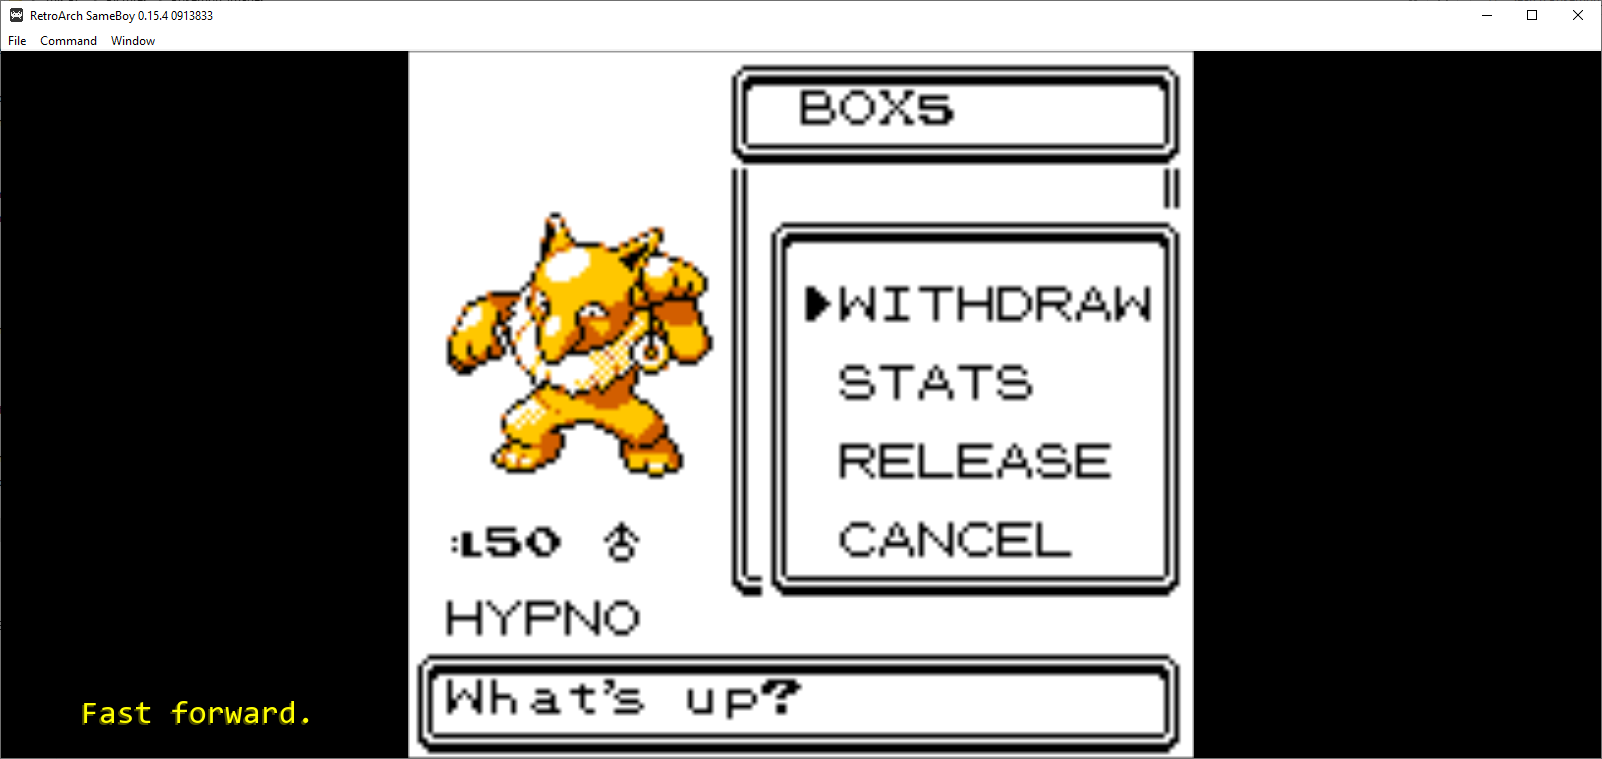 RetroArch SameBoy 0.15.4 0913833
File Command Window
BOX5
WITHDRAW
STATS
RELEASE
CANCEL
:L50 ♂
HYPNO
What's up?
Fast forward.